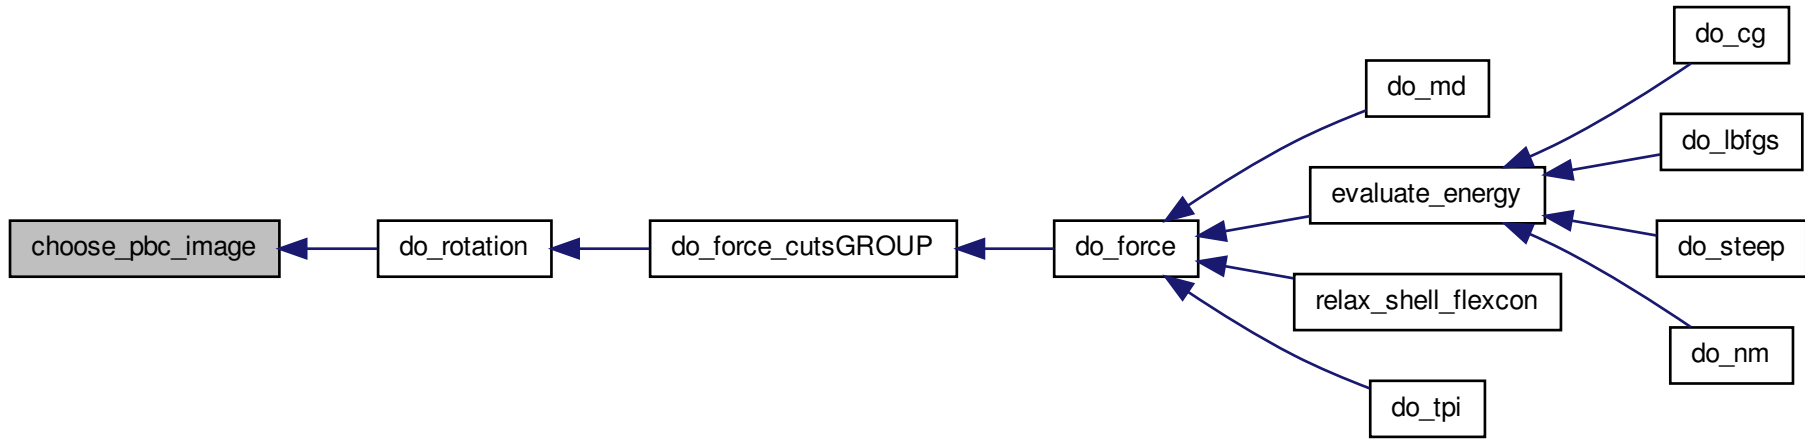 choose_pbc_image
do_rotation
do_force_cutsGROUP
do_force
do_md
evaluate_energy
relax_shell_flexcon
do_tpi
do_cg
do_lbfgs
do_steep
do_nm